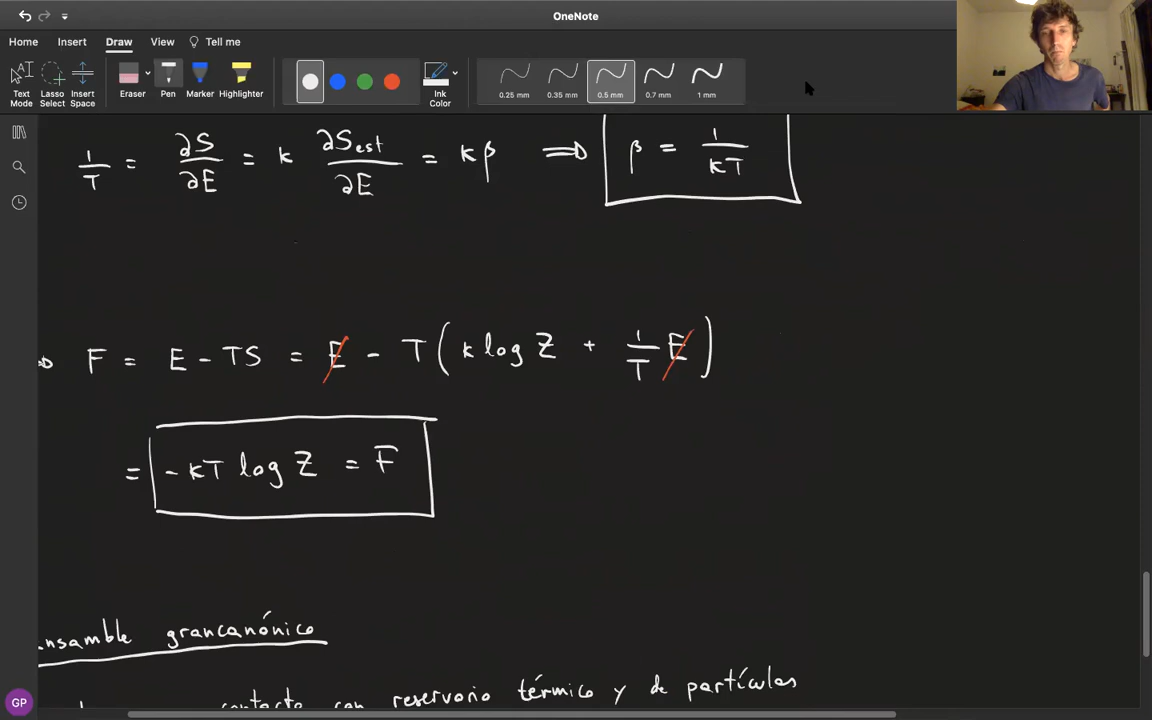 OneNote
Home Insert Draw View Tell me
Text Mode Lasso Select Insert Space Eraser Pen Marker Highlighter Ink Color 0.25 mm 0.35 mm 0.5 mm 0.7 mm 1 mm
1/T = ∂S/∂E = k ∂S_est/∂E = kβ ⟹ β = 1/kT
F = E - TS = E - T(k log Z + 1/T E)
= -kT log Z = F
ensamble grancanónico
contacto con reservorio térmico y de partículas
GP